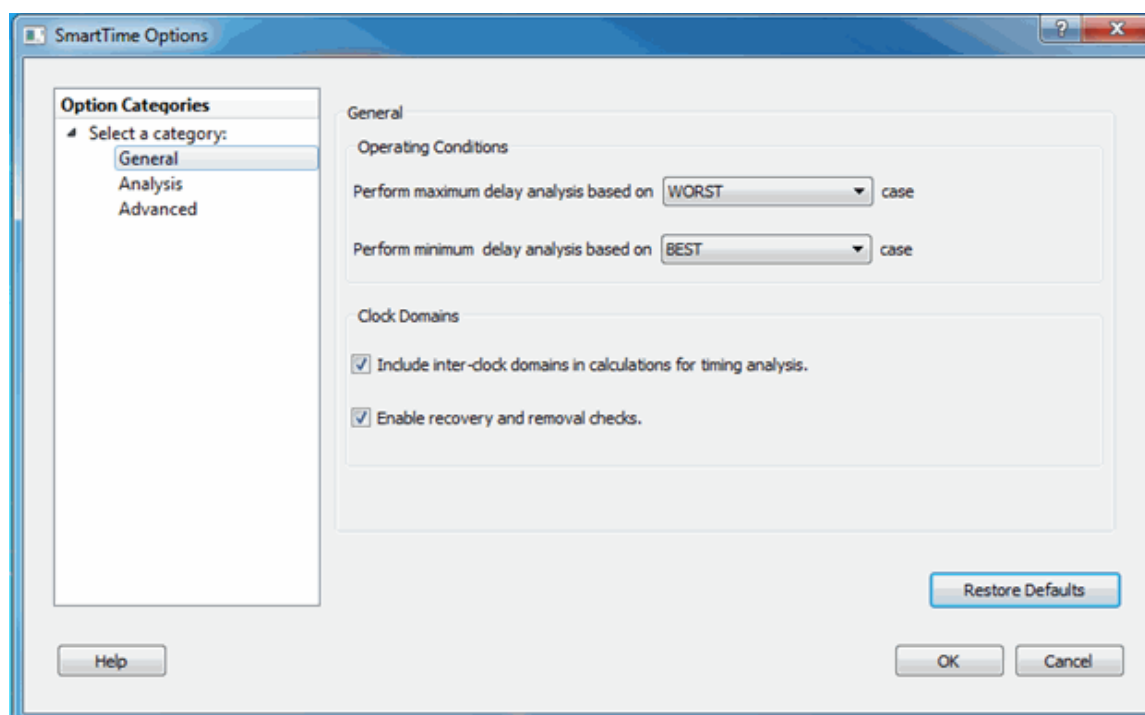 SmartTime Options
Option Categories
Select a category:
General
Analysis
Advanced
General
Operating Conditions
Perform maximum delay analysis based on WORST case
Perform minimum delay analysis based on BEST case
Clock Domains
Include inter-clock domains in calculations for timing analysis.
Enable recovery and removal checks.
Restore Defaults
Help OK Cancel